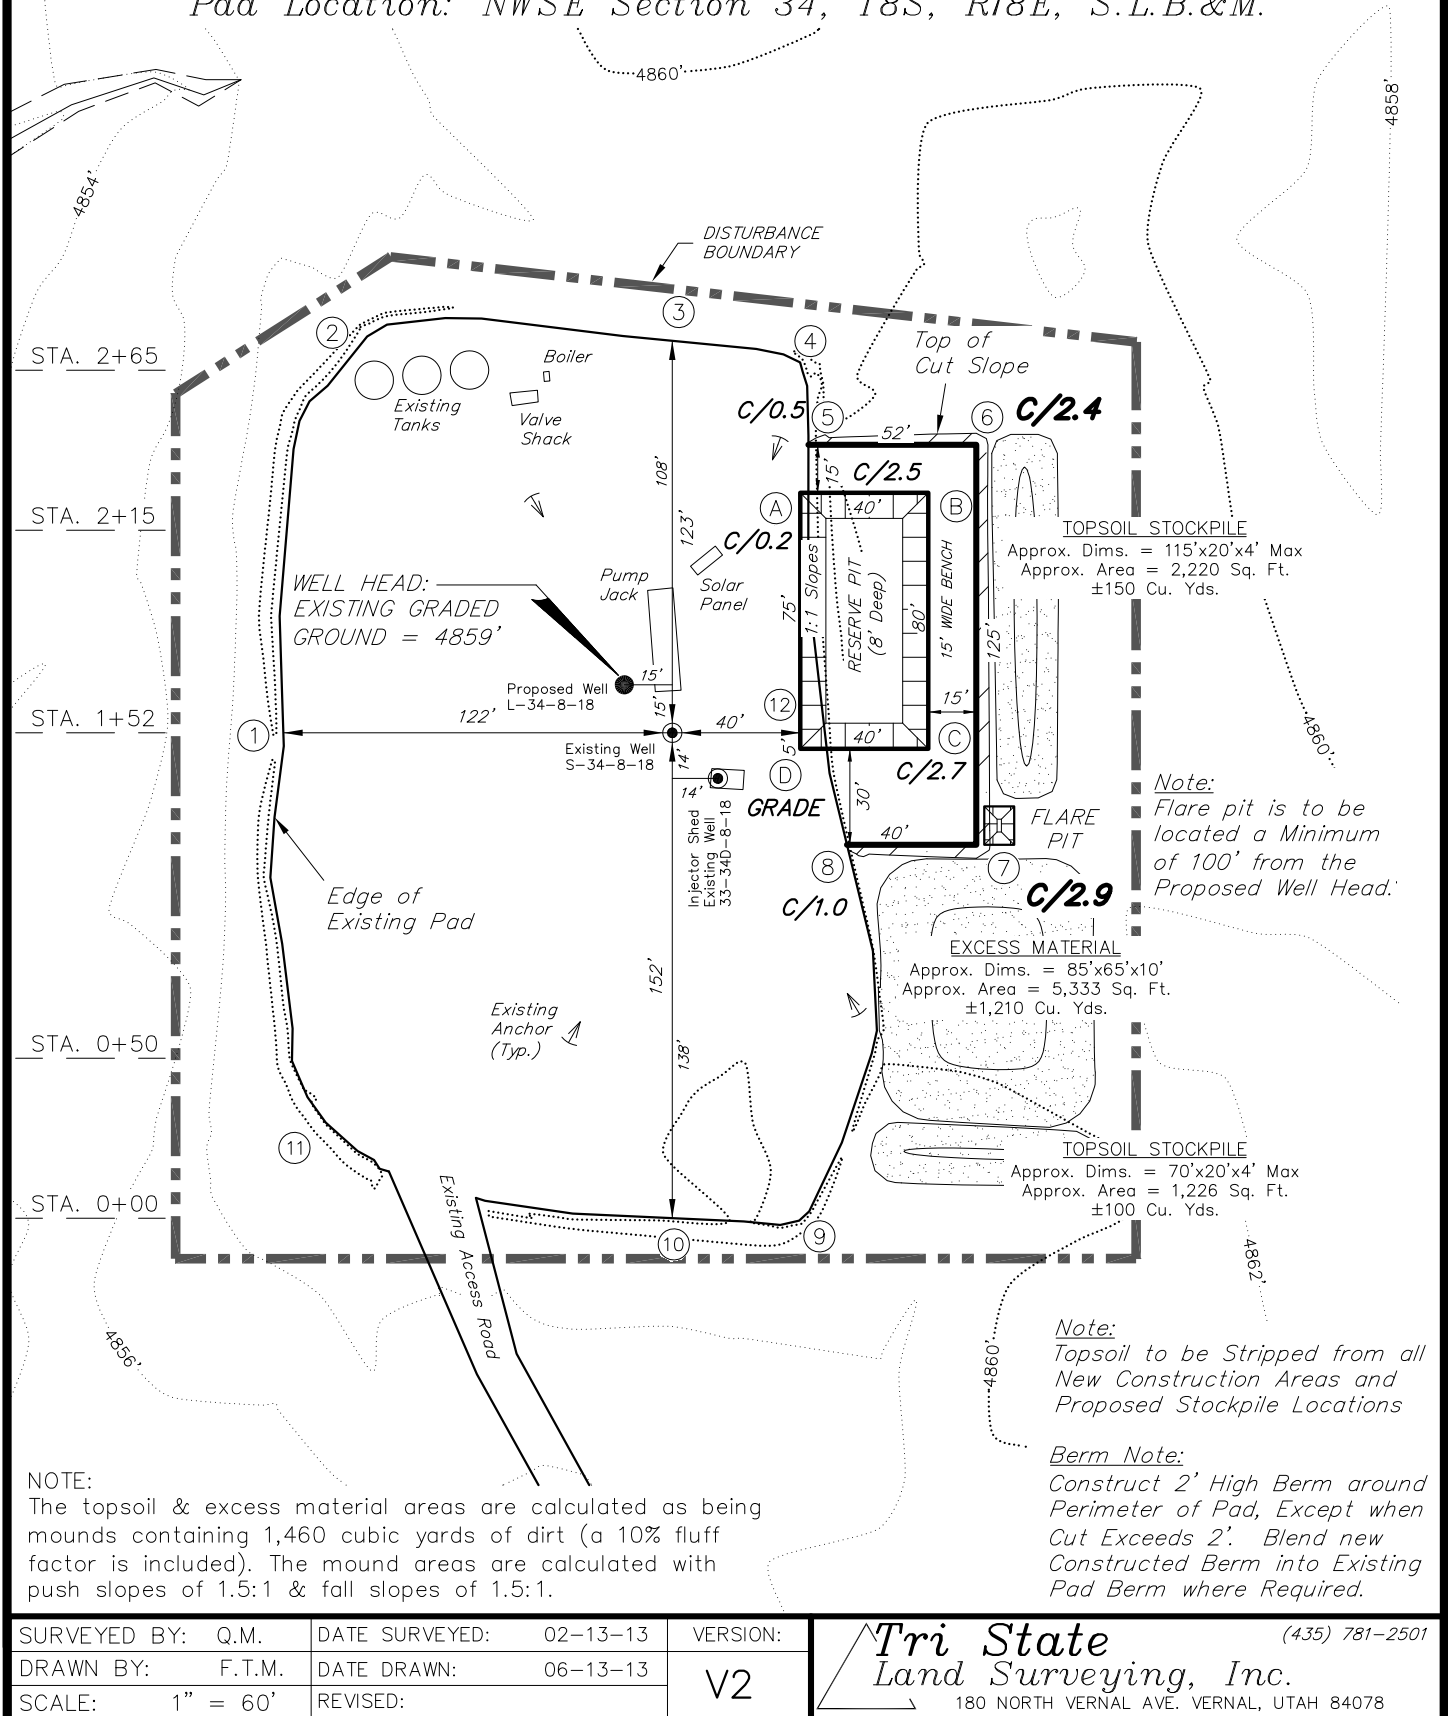 Pad Location: NWSE Section 34, T8S, R18E, S.L.B.&M.
4860'
4858'
4854'
DISTURBANCE
BOUNDARY
3
2
4
STA. 2+65
Boiler
Top of
Cut Slope
Existing
Tanks
Valve
Shack
C/0.5
5
6
C/2.4
52'
15'
108'
C/2.5
STA. 2+15
A
40'
B
123'
C/0.2
TOPSOIL STOCKPILE
Approx. Dims. = 115'x20'x4' Max
Approx. Area = 2,220 Sq. Ft.
±150 Cu. Yds.
WELL HEAD:
EXISTING GRADED
GROUND = 4859'
Pump
Jack
Solar
Panel
75'
1:1 Slopes
RESERVE PIT
(8' Deep)
80'
15' WIDE BENCH
125'
15'
Proposed Well
L-34-8-18
15'
12
15'
STA. 1+52
1
122'
40'
40'
C
4860'
Existing Well
S-34-8-18
14'
5'
D
C/2.7
14'
GRADE
30'
Note:
Flare pit is to be
located a Minimum
of 100' from the
Proposed Well Head.
FLARE
PIT
40'
Injector Shed
Existing Well
33-34D-8-18
8
7
C/1.0
C/2.9
Edge of
Existing Pad
EXCESS MATERIAL
Approx. Dims. = 85'x65'x10'
Approx. Area = 5,333 Sq. Ft.
±1,210 Cu. Yds.
152'
Existing
Anchor
(Typ.)
STA. 0+50
138'
11
TOPSOIL STOCKPILE
Approx. Dims. = 70'x20'x4' Max
Approx. Area = 1,226 Sq. Ft.
±100 Cu. Yds.
STA. 0+00
Existing Access Road
10
9
4862'
4856'
4860'
Note:
Topsoil to be Stripped from all
New Construction Areas and
Proposed Stockpile Locations
Berm Note:
Construct 2' High Berm around
Perimeter of Pad, Except when
Cut Exceeds 2'. Blend new
Constructed Berm into Existing
Pad Berm where Required.
NOTE:
The topsoil & excess material areas are calculated as being
mounds containing 1,460 cubic yards of dirt (a 10% fluff
factor is included). The mound areas are calculated with
push slopes of 1.5:1 & fall slopes of 1.5:1.
SURVEYED BY: Q.M.
DATE SURVEYED: 02-13-13
VERSION:
DRAWN BY: F.T.M.
DATE DRAWN: 06-13-13
V2
SCALE: 1" = 60'
REVISED:
Tri State
(435) 781-2501
Land Surveying, Inc.
180 NORTH VERNAL AVE. VERNAL, UTAH 84078